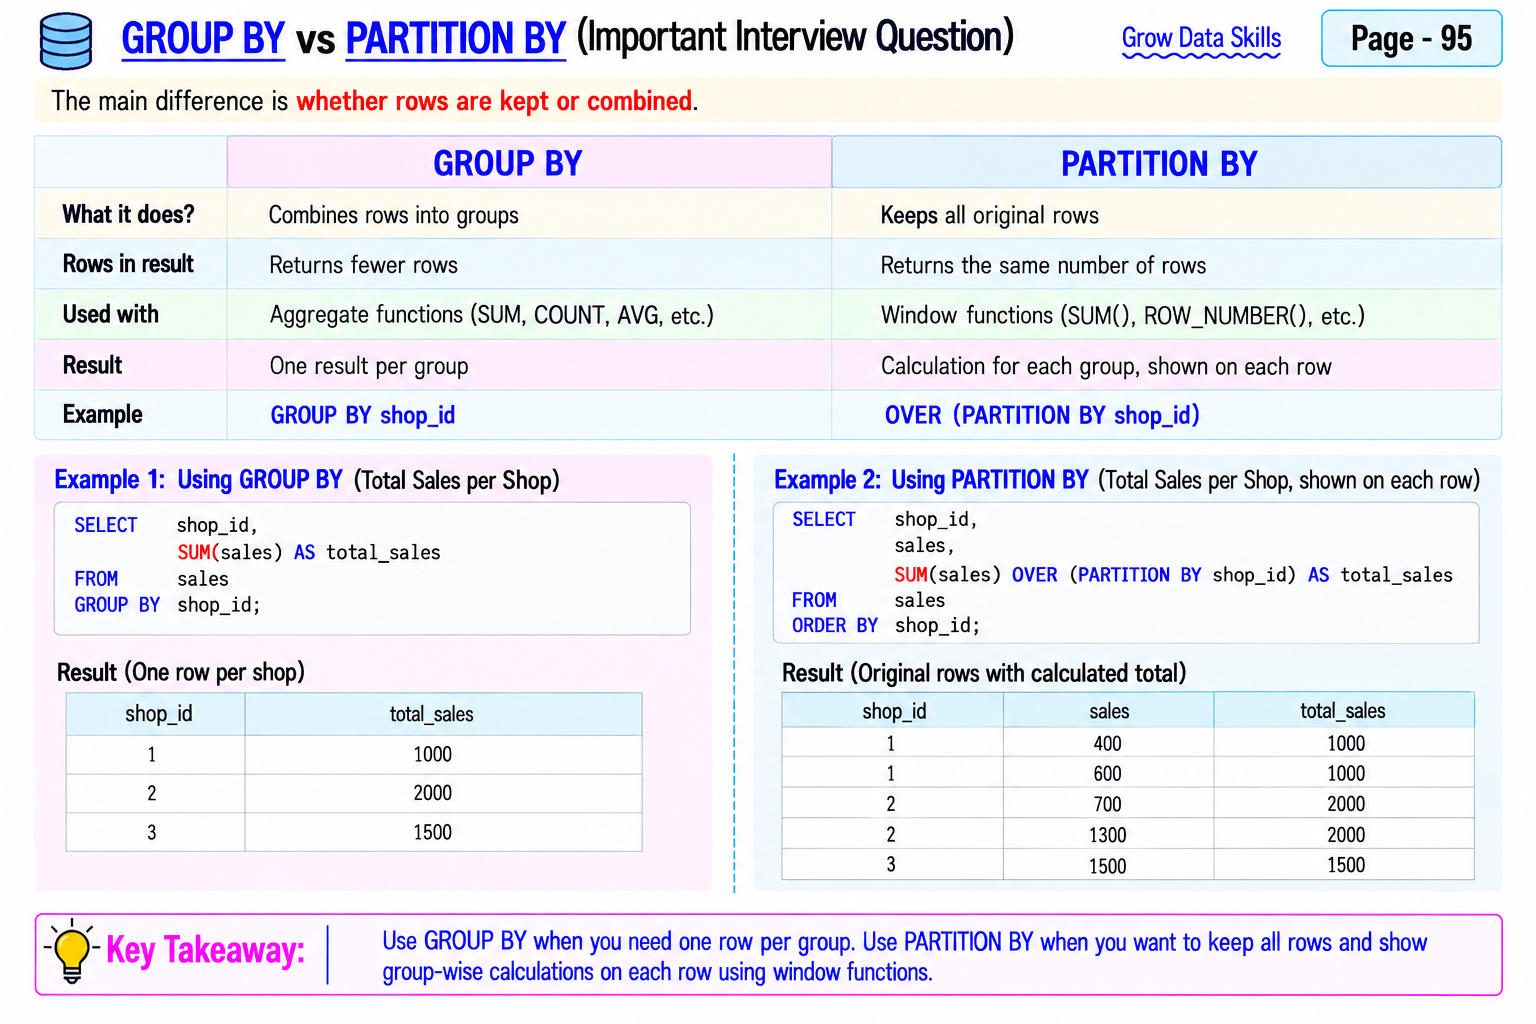 GROUP BY vs PARTITION BY (Important Interview Question)
Grow Data Skills
Page - 95
The main difference is whether rows are kept or combined.
GROUP BY PARTITION BY
What it does? Combines rows into groups Keeps all original rows
Rows in result Returns fewer rows Returns the same number of rows
Used with Aggregate functions (SUM, COUNT, AVG, etc.) Window functions (SUM(), ROW_NUMBER(), etc.)
Result One result per group Calculation for each group, shown on each row
Example GROUP BY shop_id OVER (PARTITION BY shop_id)
Example 1: Using GROUP BY (Total Sales per Shop)
SELECT shop_id,
SUM(sales) AS total_sales
FROM sales
GROUP BY shop_id;
Result (One row per shop)
shop_id total_sales
1 1000
2 2000
3 1500
Example 2: Using PARTITION BY (Total Sales per Shop, shown on each row)
SELECT shop_id,
sales,
SUM(sales) OVER (PARTITION BY shop_id) AS total_sales
FROM sales
ORDER BY shop_id;
Result (Original rows with calculated total)
shop_id sales total_sales
1 400 1000
1 600 1000
2 700 2000
2 1300 2000
3 1500 1500
Key Takeaway:
Use GROUP BY when you need one row per group. Use PARTITION BY when you want to keep all rows and show
group-wise calculations on each row using window functions.